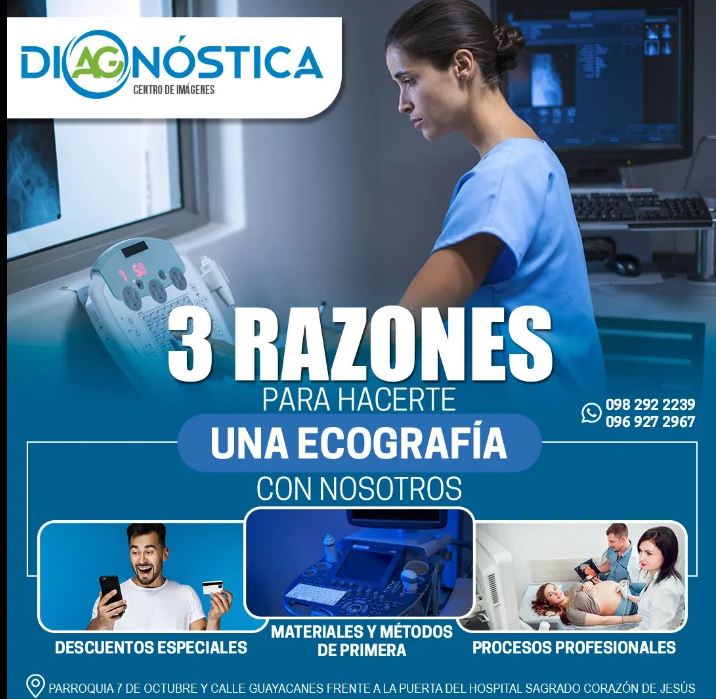 DIAGNÓSTICA
CENTRO DE IMÁGENES
3 RAZONES
PARA HACERTE
UNA ECOGRAFÍA
CON NOSOTROS
098 292 2239
096 927 2967
DESCUENTOS ESPECIALES
MATERIALES Y MÉTODOS
DE PRIMERA
PROCESOS PROFESIONALES
PARROQUIA 7 DE OCTUBRE Y CALLE GUAYACANES FRENTE A LA PUERTA DEL HOSPITAL SAGRADO CORAZÓN DE JESÚS